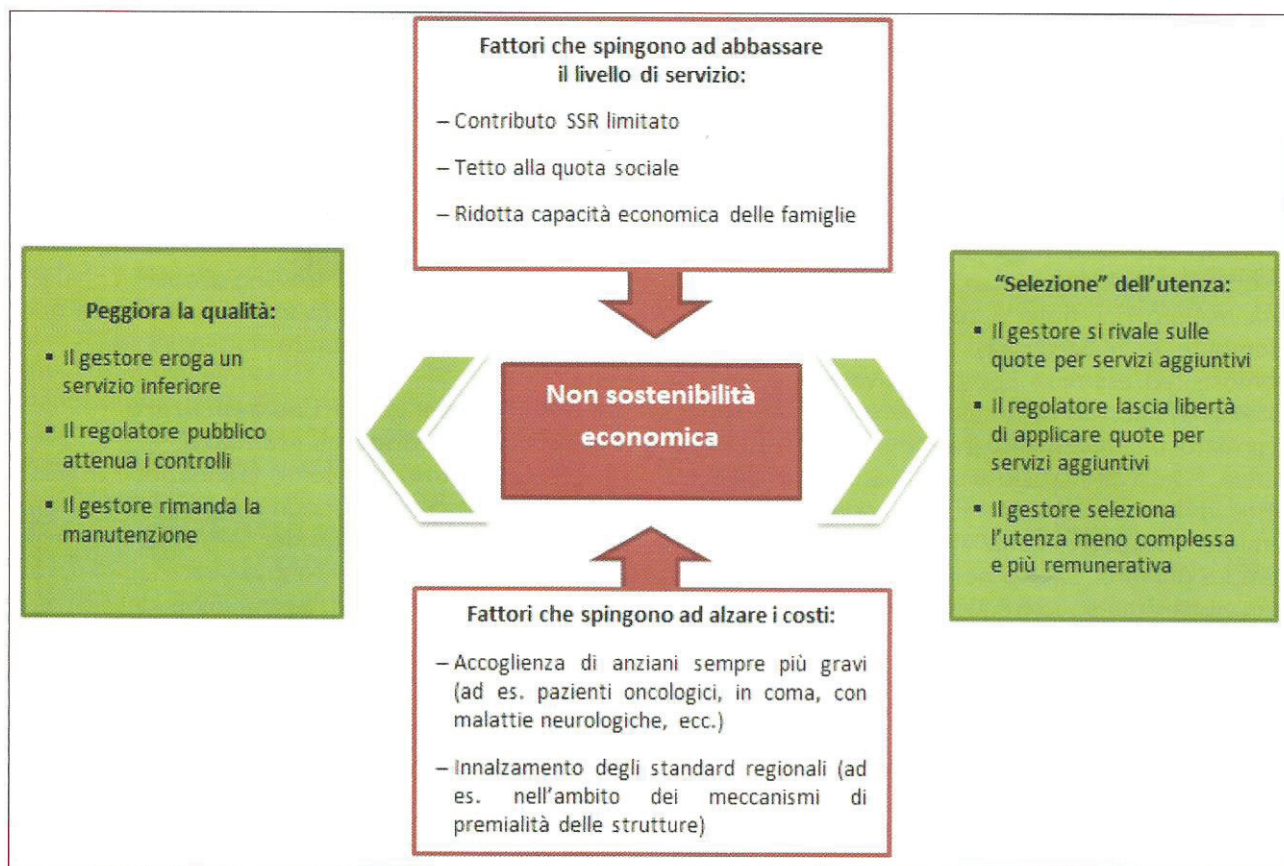 Fattori che spingono ad abbassare
il livello di servizio:
– Contributo SSR limitato
– Tetto alla quota sociale
– Ridotta capacità economica delle famiglie
Peggiora la qualità:
▪ Il gestore eroga un
servizio inferiore
▪ Il regolatore pubblico
attenua i controlli
▪ Il gestore rimanda la
manutenzione
Non sostenibilità
economica
“Selezione” dell’utenza:
▪ Il gestore si rivale sulle
quote per servizi aggiuntivi
▪ Il regolatore lascia libertà
di applicare quote per
servizi aggiuntivi
▪ Il gestore seleziona
l’utenza meno complessa
e più remunerativa
Fattori che spingono ad alzare i costi:
– Accoglienza di anziani sempre più gravi
(ad es. pazienti oncologici, in coma, con
malattie neurologiche, ecc.)
– Innalzamento degli standard regionali (ad
es. nell’ambito dei meccanismi di
premialità delle strutture)